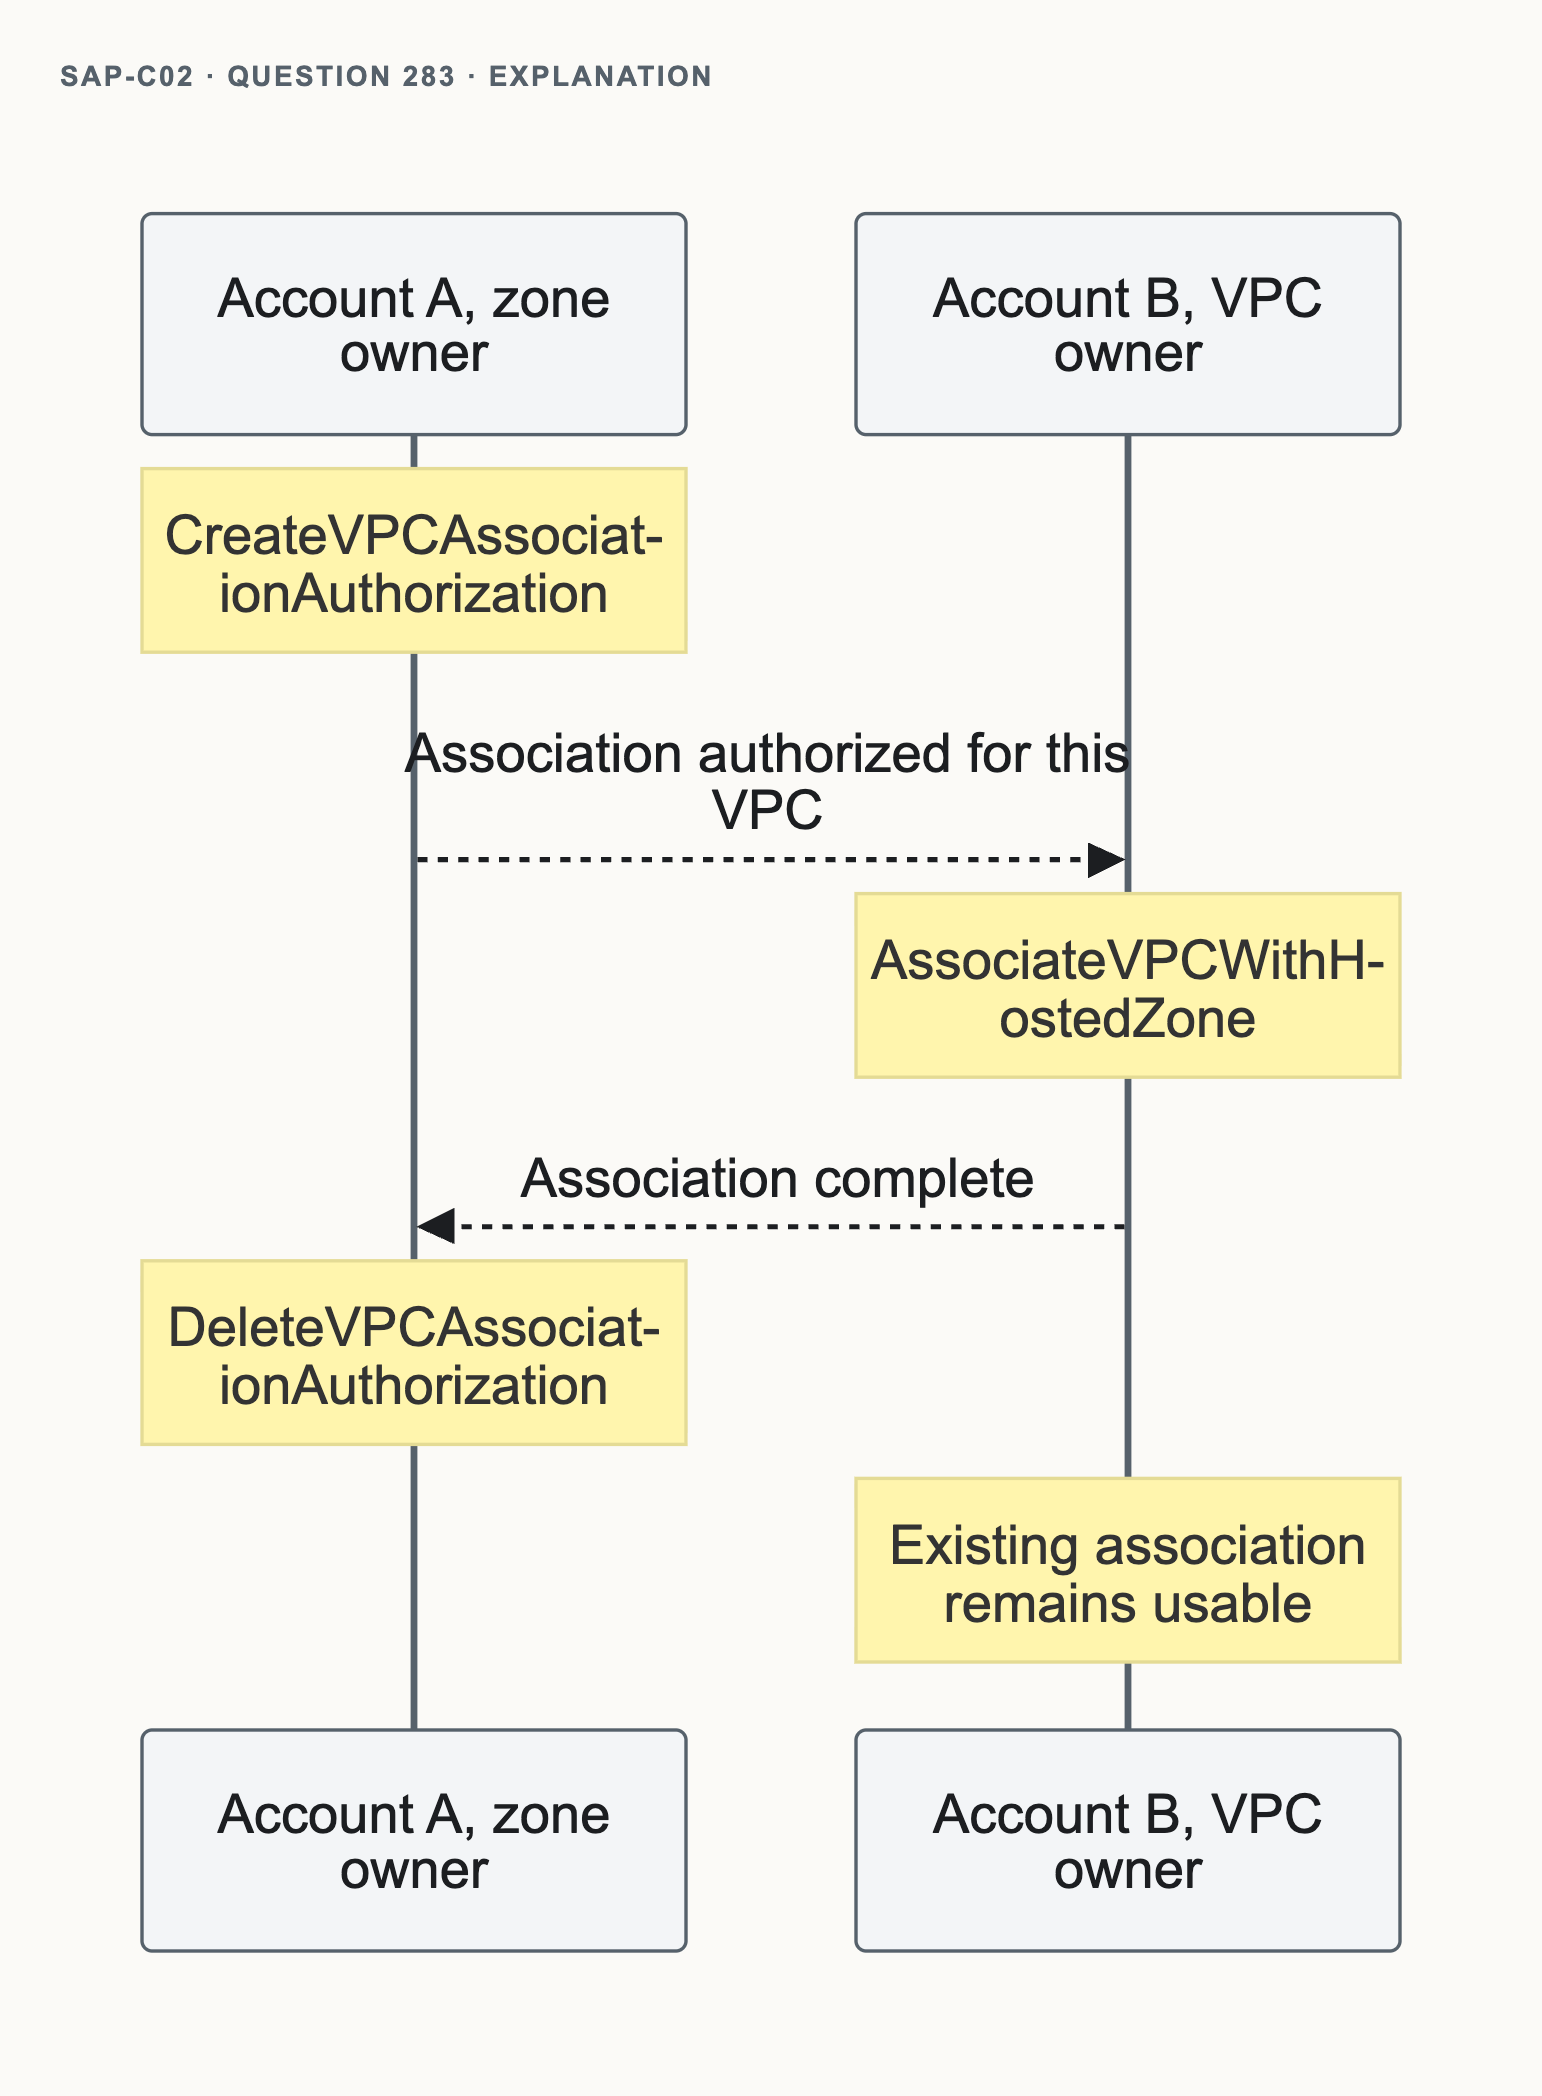 SAP-C02 · QUESTION 283 · EXPLANATION
Account A, zone
owner
Account B, VPC
owner
CreateVPCAssociat-
ionAuthorization
Association authorized for this
VPC
AssociateVPCWithH-
ostedZone
Association complete
DeleteVPCAssociat-
ionAuthorization
Existing association
remains usable
Account A, zone
owner
Account B, VPC
owner